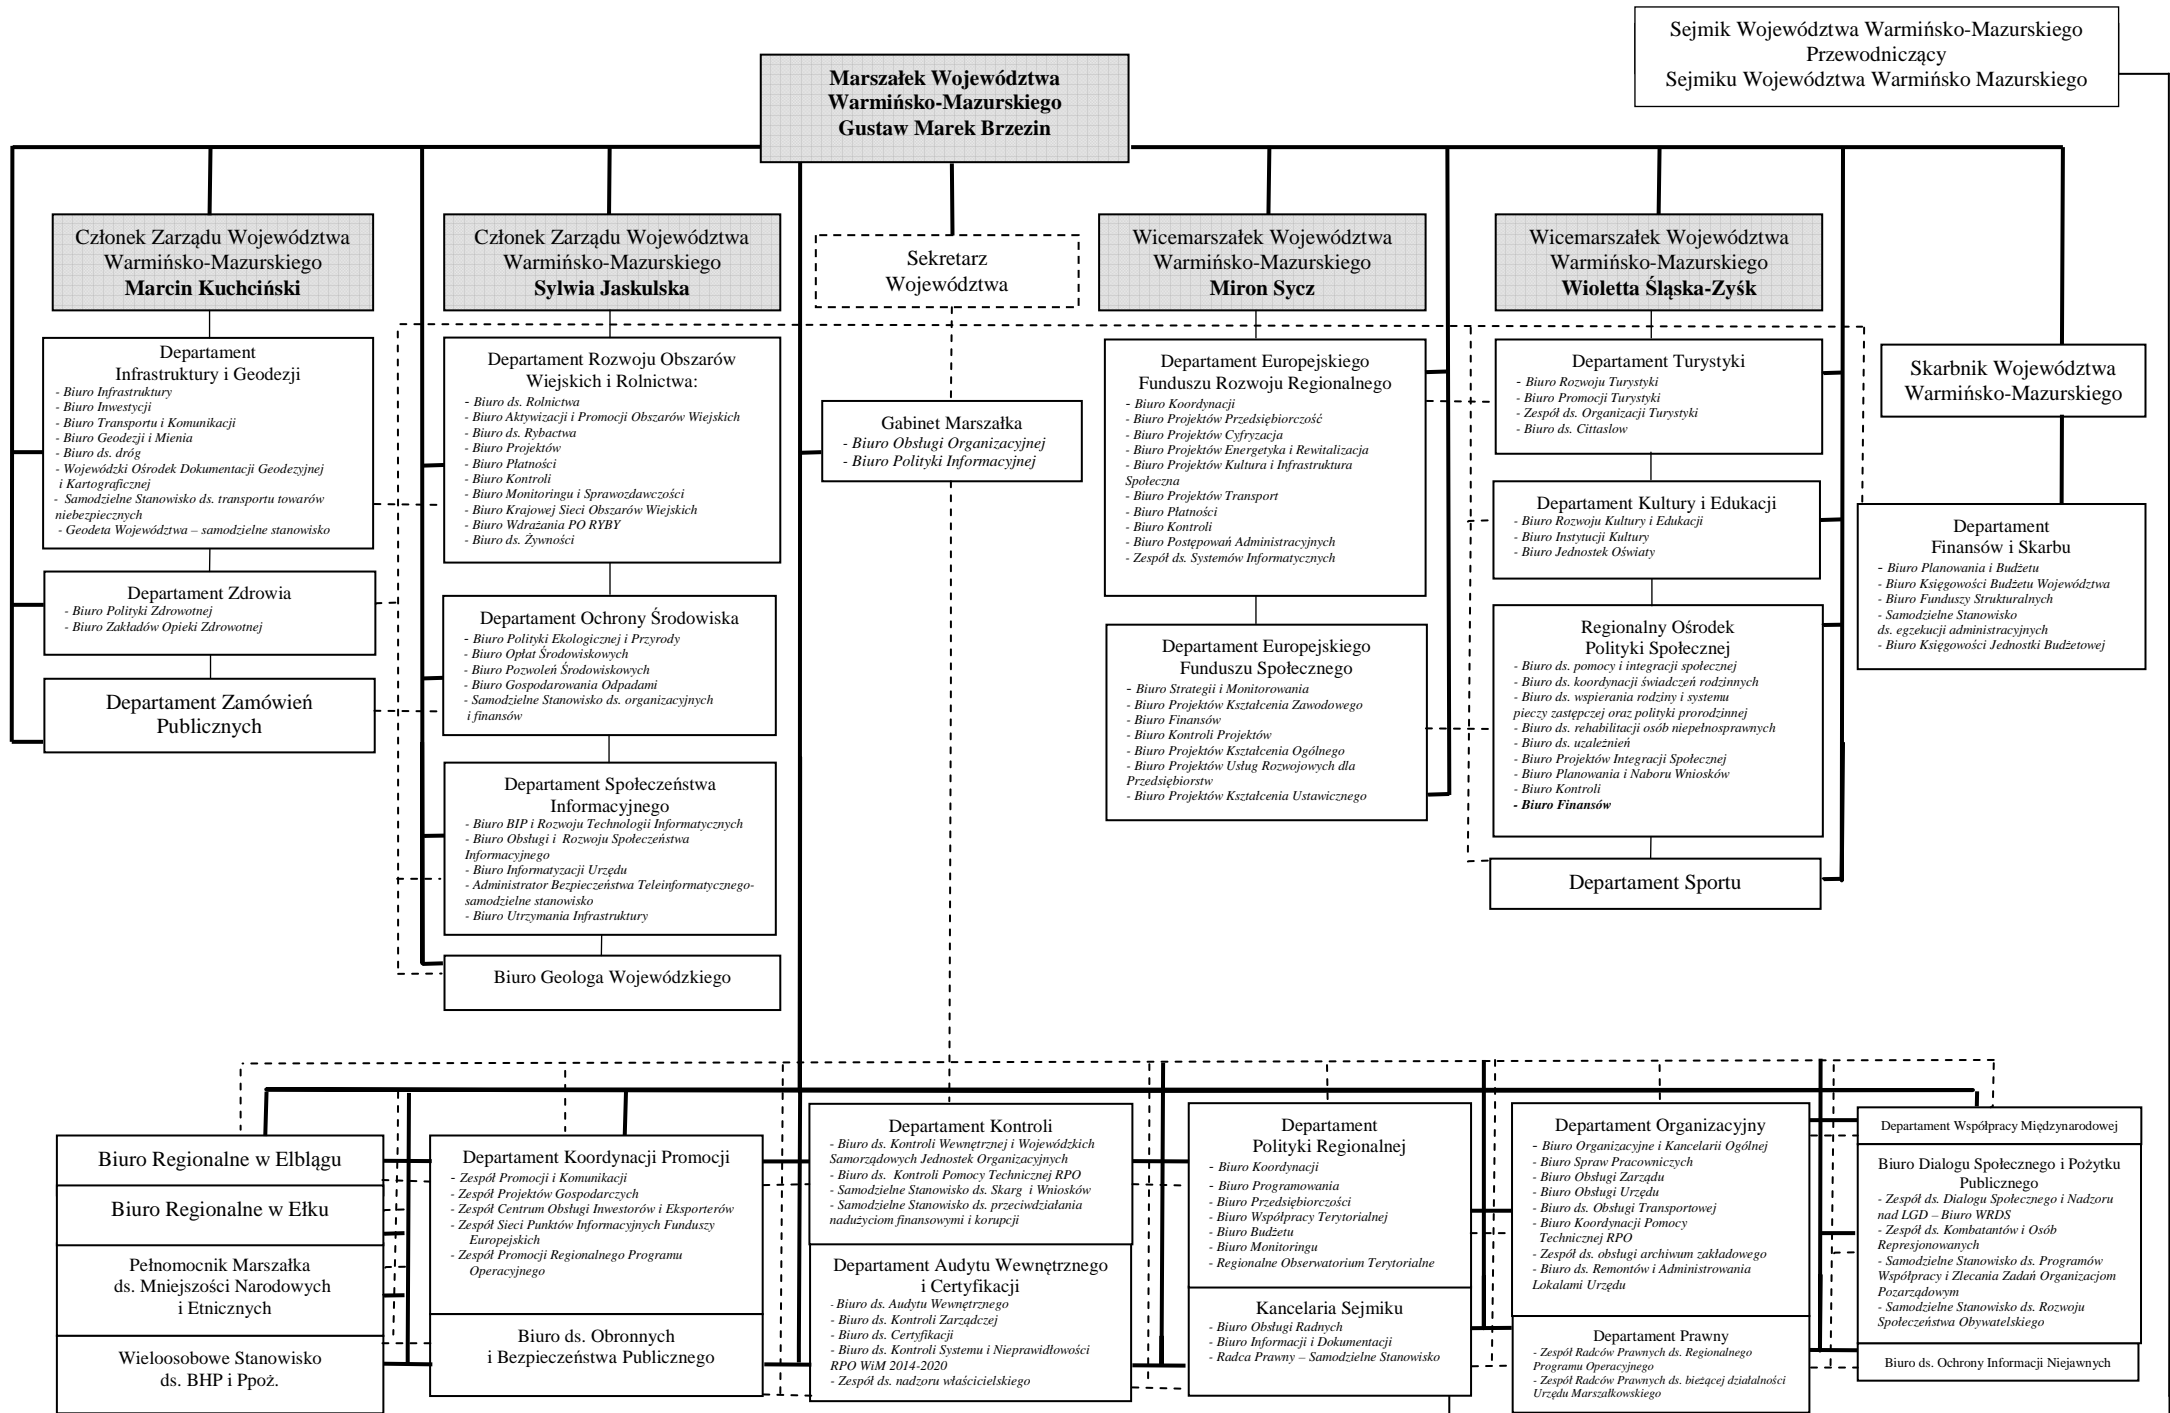 Sejmik Województwa Warmińsko-Mazurskiego
Przewodniczący
Sejmiku Województwa Warmińsko Mazurskiego
Marszałek Województwa
Warmińsko-Mazurskiego
Gustaw Marek Brzezin
Członek Zarządu Województwa
Warmińsko-Mazurskiego
Marcin Kuchciński
Członek Zarządu Województwa
Warmińsko-Mazurskiego
Sylwia Jaskulska
Sekretarz
Województwa
Wicemarszałek Województwa
Warmińsko-Mazurskiego
Miron Sycz
Wicemarszałek Województwa
Warmińsko-Mazurskiego
Wioletta Śląska-Zyśk
Departament
Infrastruktury i Geodezji
- Biuro Infrastruktury
- Biuro Inwestycji
- Biuro Transportu i Komunikacji
- Biuro Geodezji i Mienia
- Biuro ds. dróg
- Wojewódzki Ośrodek Dokumentacji Geodezyjnej
i Kartograficznej
- Samodzielne Stanowisko ds. transportu towarów
niebezpiecznych
- Geodeta Województwa – samodzielne stanowisko
Departament Zdrowia
- Biuro Polityki Zdrowotnej
- Biuro Zakładów Opieki Zdrowotnej
Departament Zamówień
Publicznych
Departament Rozwoju Obszarów
Wiejskich i Rolnictwa:
- Biuro ds. Rolnictwa
- Biuro Aktywizacji i Promocji Obszarów Wiejskich
- Biuro ds. Rybactwa
- Biuro Projektów
- Biuro Płatności
- Biuro Kontroli
- Biuro Monitoringu i Sprawozdawczości
- Biuro Krajowej Sieci Obszarów Wiejskich
- Biuro Wdrażania PO RYBY
- Biuro ds. Żywności
Departament Ochrony Środowiska
- Biuro Polityki Ekologicznej i Przyrody
- Biuro Opłat Środowiskowych
- Biuro Pozwoleń Środowiskowych
- Biuro Gospodarowania Odpadami
- Samodzielne Stanowisko ds. organizacyjnych
i finansów
Departament Społeczeństwa
Informacyjnego
- Biuro BIP i Rozwoju Technologii Informatycznych
- Biuro Obsługi i Rozwoju Społeczeństwa
Informacyjnego
- Biuro Informatyzacji Urzędu
- Administrator Bezpieczeństwa Teleinformatycznego-
samodzielne stanowisko
- Biuro Utrzymania Infrastruktury
Biuro Geologa Wojewódzkiego
Gabinet Marszałka
- Biuro Obsługi Organizacyjnej
- Biuro Polityki Informacyjnej
Departament Europejskiego
Funduszu Rozwoju Regionalnego
- Biuro Koordynacji
- Biuro Projektów Przedsiębiorczość
- Biuro Projektów Cyfryzacja
- Biuro Projektów Energetyka i Rewitalizacja
- Biuro Projektów Kultura i Infrastruktura
Społeczna
- Biuro Projektów Transport
- Biuro Płatności
- Biuro Kontroli
- Biuro Postępowań Administracyjnych
- Zespół ds. Systemów Informatycznych
Departament Europejskiego
Funduszu Społecznego
- Biuro Strategii i Monitorowania
- Biuro Projektów Kształcenia Zawodowego
- Biuro Finansów
- Biuro Kontroli Projektów
- Biuro Projektów Kształcenia Ogólnego
- Biuro Projektów Usług Rozwojowych dla
Przedsiębiorstw
- Biuro Projektów Kształcenia Ustawicznego
Departament Turystyki
- Biuro Rozwoju Turystyki
- Biuro Promocji Turystyki
- Zespół ds. Organizacji Turystyki
- Biuro ds. Cittaslow
Departament Kultury i Edukacji
- Biuro Rozwoju Kultury i Edukacji
- Biuro Instytucji Kultury
- Biuro Jednostek Oświaty
Regionalny Ośrodek
Polityki Społecznej
- Biuro ds. pomocy i integracji społecznej
- Biuro ds. koordynacji świadczeń rodzinnych
- Biuro ds. wspierania rodziny i systemu
pieczy zastępczej oraz polityki prorodzinnej
- Biuro ds. rehabilitacji osób niepełnosprawnych
- Biuro ds. uzależnień
- Biuro Projektów Integracji Społecznej
- Biuro Planowania i Naboru Wniosków
- Biuro Kontroli
- Biuro Finansów
Departament Sportu
Skarbnik Województwa
Warmińsko-Mazurskiego
Departament
Finansów i Skarbu
- Biuro Planowania i Budżetu
- Biuro Księgowości Budżetu Województwa
- Biuro Funduszy Strukturalnych
- Samodzielne Stanowisko
ds. egzekucji administracyjnych
- Biuro Księgowości Jednostki Budżetowej
Biuro Regionalne w Elblągu
Biuro Regionalne w Ełku
Pełnomocnik Marszałka
ds. Mniejszości Narodowych
i Etnicznych
Wieloosobowe Stanowisko
ds. BHP i Ppoż.
Departament Koordynacji Promocji
- Zespół Promocji i Komunikacji
- Zespół Projektów Gospodarczych
- Zespół Centrum Obsługi Inwestorów i Eksporterów
- Zespół Sieci Punktów Informacyjnych Funduszy
Europejskich
- Zespół Promocji Regionalnego Programu
Operacyjnego
Biuro ds. Obronnych
i Bezpieczeństwa Publicznego
Departament Kontroli
- Biuro ds. Kontroli Wewnętrznej i Wojewódzkich
Samorządowych Jednostek Organizacyjnych
- Biuro ds. Kontroli Pomocy Technicznej RPO
- Samodzielne Stanowisko ds. Skarg i Wniosków
- Samodzielne Stanowisko ds. przeciwdziałania
nadużyciom finansowymi i korupcji
Departament Audytu Wewnętrznego
i Certyfikacji
- Biuro ds. Audytu Wewnętrznego
- Biuro ds. Kontroli Zarządczej
- Biuro ds. Certyfikacji
- Biuro ds. Kontroli Systemu i Nieprawidłowości
RPO WiM 2014-2020
- Zespół ds. nadzoru właścicielskiego
Departament
Polityki Regionalnej
- Biuro Koordynacji
- Biuro Programowania
- Biuro Przedsiębiorczości
- Biuro Współpracy Terytorialnej
- Biuro Budżetu
- Biuro Monitoringu
- Regionalne Obserwatorium Terytorialne
Kancelaria Sejmiku
- Biuro Obsługi Radnych
- Biuro Informacji i Dokumentacji
- Radca Prawny – Samodzielne Stanowisko
Departament Organizacyjny
- Biuro Organizacyjne i Kancelarii Ogólnej
- Biuro Spraw Pracowniczych
- Biuro Obsługi Zarządu
- Biuro Obsługi Urzędu
- Biuro ds. Obsługi Transportowej
- Biuro Koordynacji Pomocy
Technicznej RPO
- Zespół ds. obsługi archiwum zakładowego
- Biuro ds. Remontów i Administrowania
Lokalami Urzędu
Departament Prawny
- Zespół Radców Prawnych ds. Regionalnego
Programu Operacyjnego
- Zespół Radców Prawnych ds. bieżącej działalności
Urzędu Marszałkowskiego
Departament Współpracy Międzynarodowej
Biuro Dialogu Społecznego i Pożytku
Publicznego
- Zespół ds. Dialogu Społecznego i Nadzoru
nad LGD – Biuro WRDS
- Zespół ds. Kombatantów i Osób
Represjonowanych
- Samodzielne Stanowisko ds. Programów
Współpracy i Zlecania Zadań Organizacjom
Pozarządowym
- Samodzielne Stanowisko ds. Rozwoju
Społeczeństwa Obywatelskiego
Biuro ds. Ochrony Informacji Niejawnych